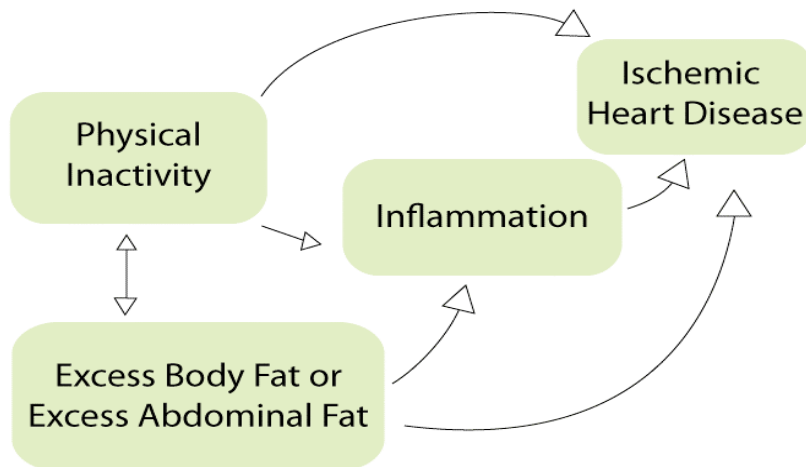 Physical
Inactivity
Ischemic
Heart Disease
Inflammation
Excess Body Fat or
Excess Abdominal Fat